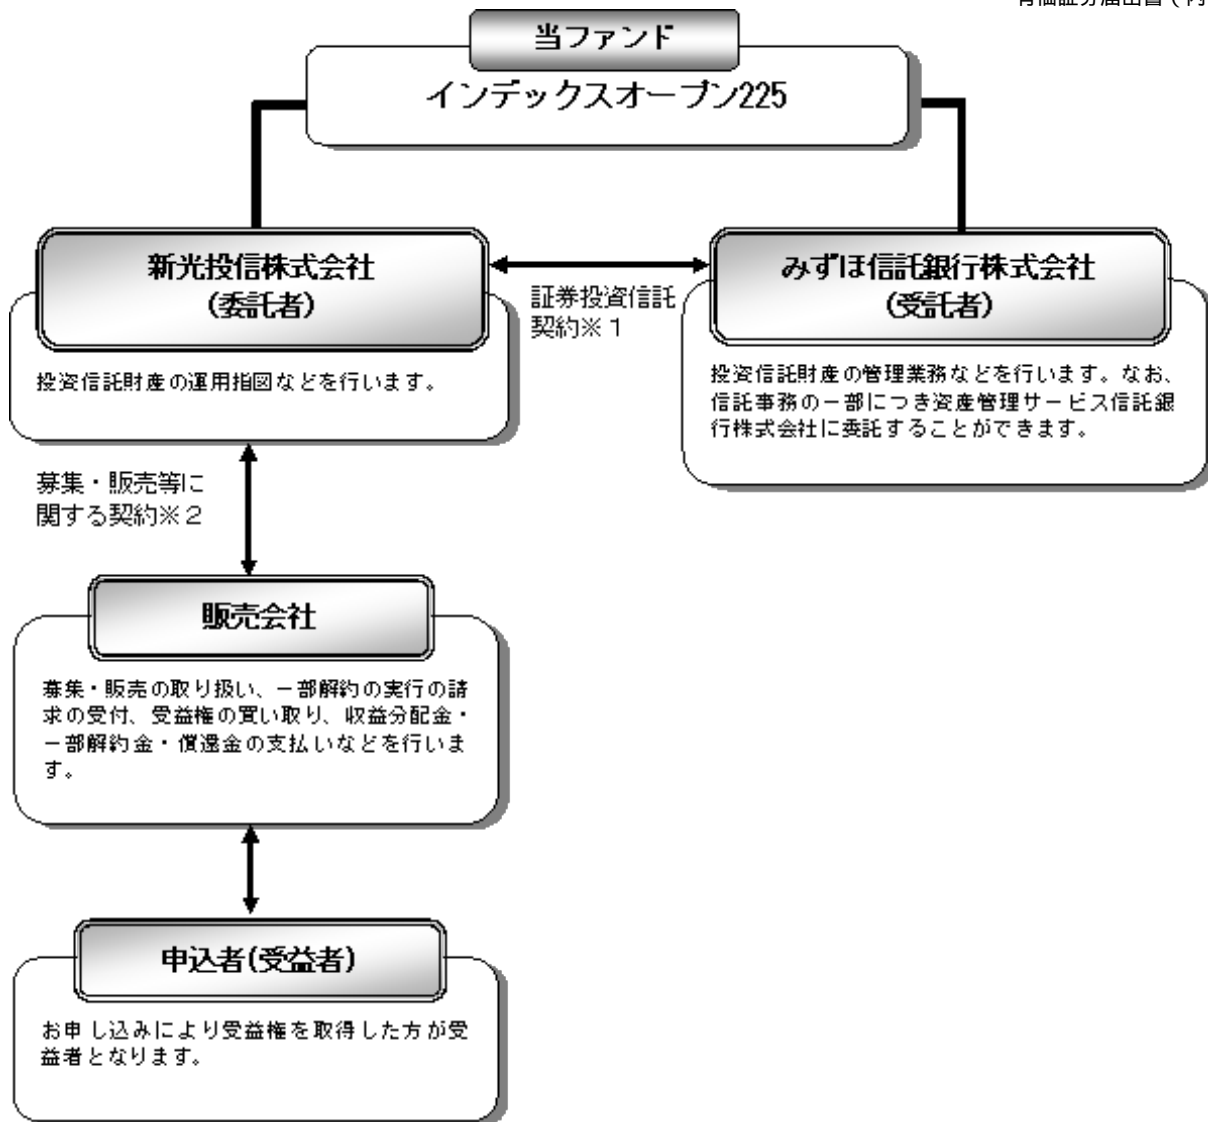 当ファンド
インデックスオープン225
新光投信株式会社
(委託者)
投資信託財産の運用指図などを行います。
証券投資信託
契約※１
みずほ信託銀行株式会社
(受託者)
投資信託財産の管理業務などを行います。なお、
信託事務の一部につき資産管理サービス信託銀
行株式会社に委託することができます。
募集・販売等に
関する契約※２
販売会社
募集・販売の取り扱い、一部解約の実行の請
求の受付、受益権の買い取り、収益分配金・
一部解約金・償還金の支払いなどを行いま
す。
申込者(受益者)
お申し込みにより受益権を取得した方が受
益者となります。